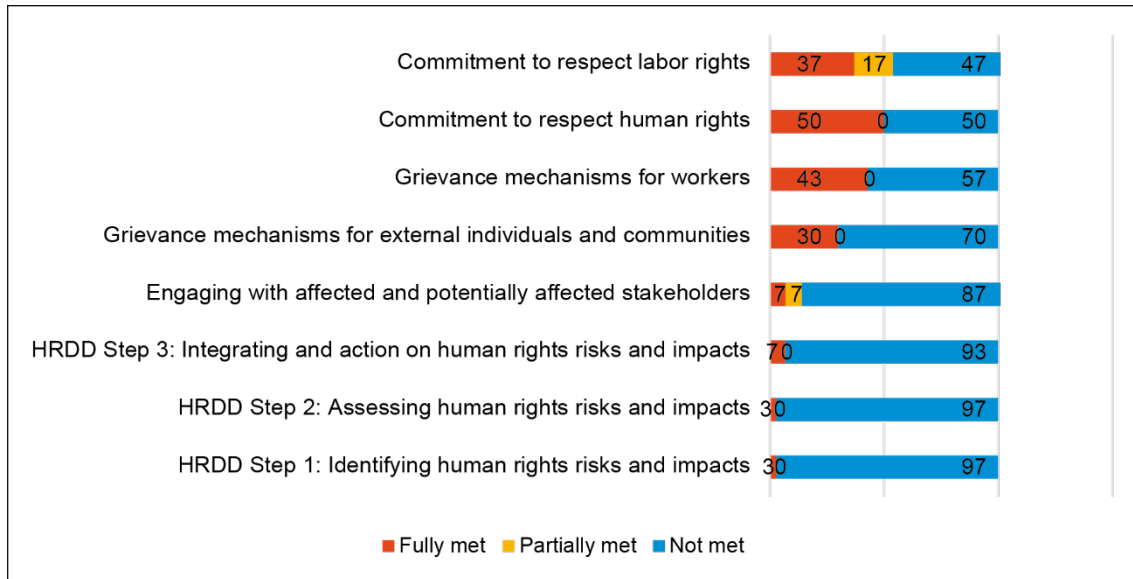 Commitment to respect labor rights 37 17 47
Commitment to respect human rights 50 0 50
Grievance mechanisms for workers 43 0 57
Grievance mechanisms for external individuals and communities 30 0 70
Engaging with affected and potentially affected stakeholders 7 7 87
HRDD Step 3: Integrating and action on human rights risks and impacts 7 0 93
HRDD Step 2: Assessing human rights risks and impacts 3 0 97
HRDD Step 1: Identifying human rights risks and impacts 3 0 97
Fully met Partially met Not met